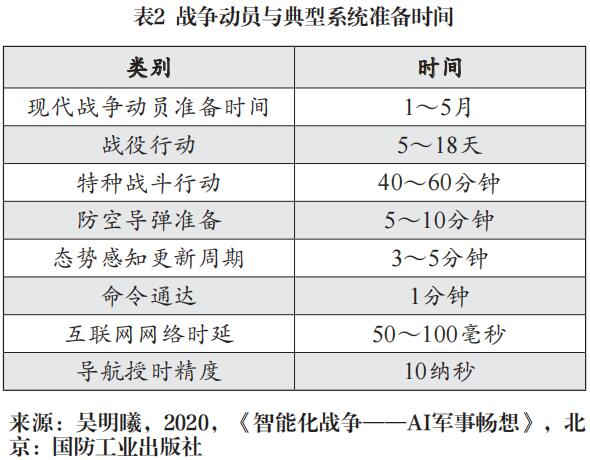 表2 战争动员与典型系统准备时间
类别 时间
现代战争动员准备时间 1～5月
战役行动 5～18天
特种战斗行动 40～60分钟
防空导弹准备 5～10分钟
态势感知更新周期 3～5分钟
命令通达 1分钟
互联网网络时延 50～100毫秒
导航授时精度 10纳秒
来源：吴明曦，2020，《智能化战争——AI军事畅想》，北
京：国防工业出版社